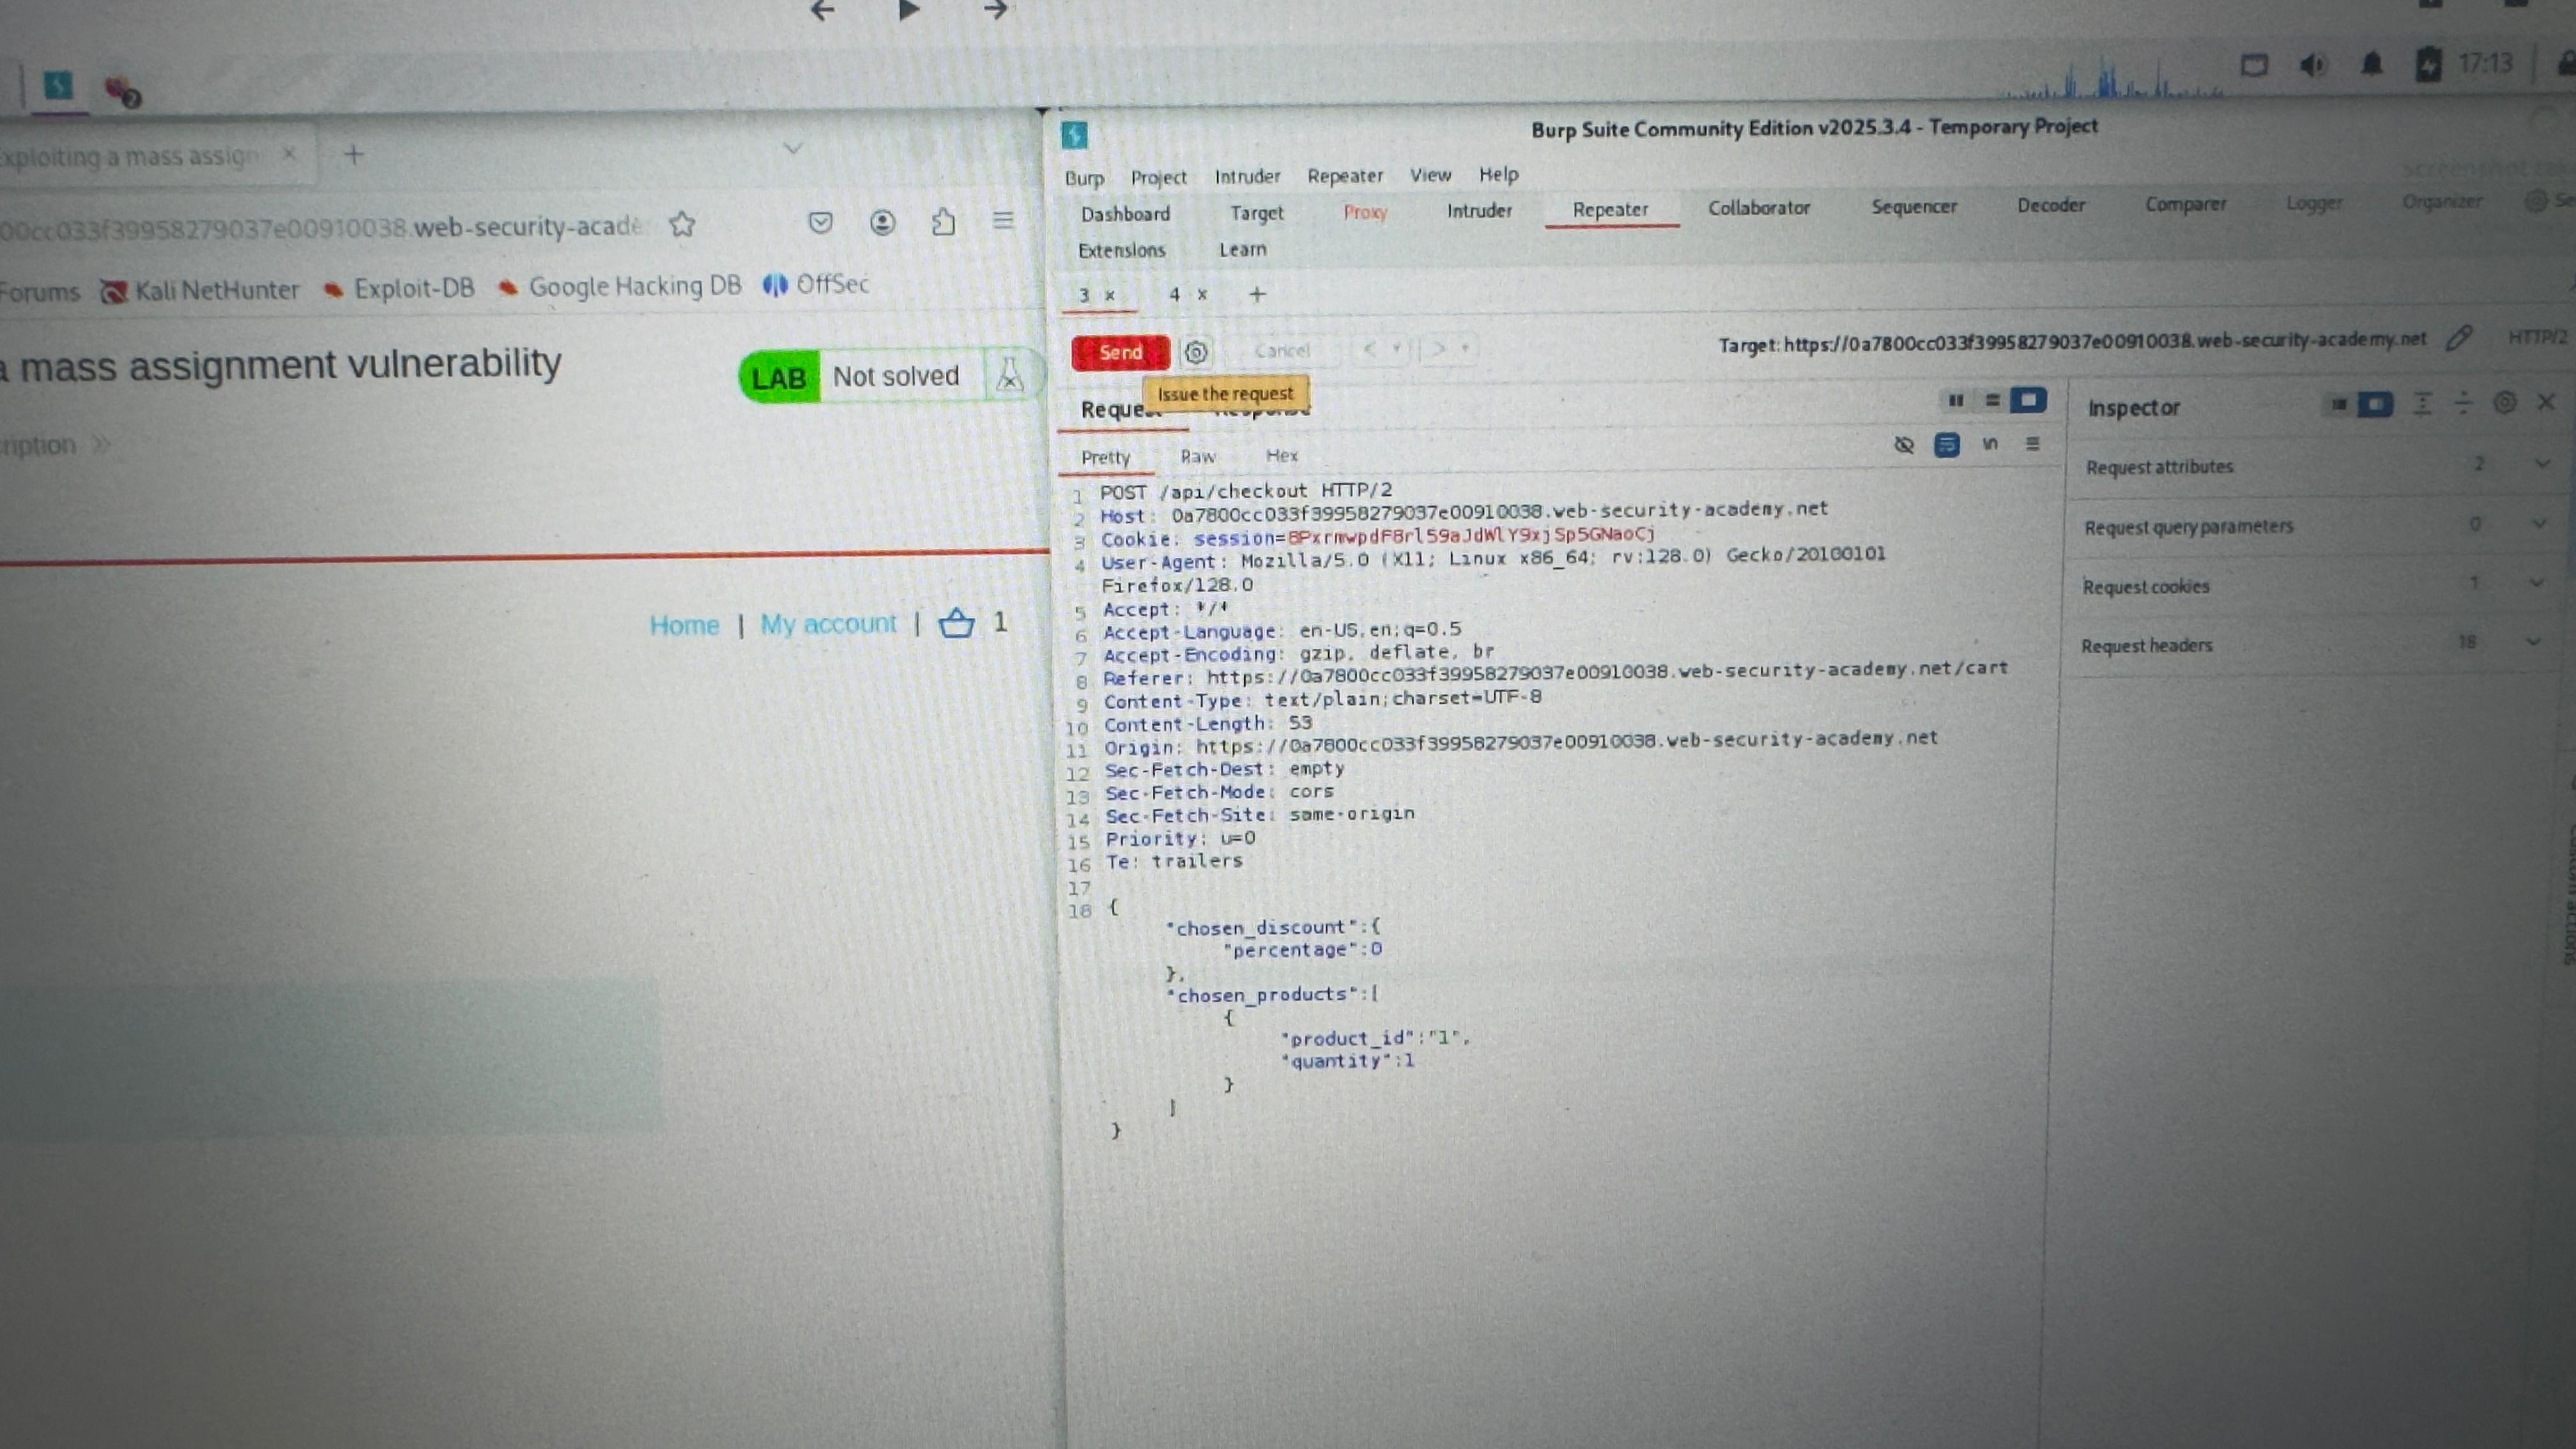 17:13
Exploiting a mass assign × +
00cc033f39958279037e00910038.web-security-acade
Forums Kali NetHunter Exploit-DB Google Hacking DB OffSec
a mass assignment vulnerability
LAB Not solved
ription >>
Home | My account | 1
Burp Suite Community Edition v2025.3.4 - Temporary Project
Burp Project Intruder Repeater View Help
Dashboard Target Proxy Intruder Repeater Collaborator Sequencer Decoder Comparer Logger Organizer Se
Extensions Learn
3 × 4 × +
Send Cancel < >
Target: https://0a7800cc033f39958279037e00910038.web-security-academy.net HTTP/2
Issue the request
Request Response
Pretty Raw Hex
1 POST /api/checkout HTTP/2
2 Host: 0a7800cc033f39958279037e00910038.web-security-academy.net
3 Cookie: session=8PxrmwpdF8rl59aJdWlY9xjSp5GNaoCj
4 User-Agent: Mozilla/5.0 (X11; Linux x86_64; rv:128.0) Gecko/20100101
Firefox/128.0
5 Accept: */*
6 Accept-Language: en-US,en;q=0.5
7 Accept-Encoding: gzip, deflate, br
8 Referer: https://0a7800cc033f39958279037e00910038.web-security-academy.net/cart
9 Content-Type: text/plain;charset=UTF-8
10 Content-Length: 53
11 Origin: https://0a7800cc033f39958279037e00910038.web-security-academy.net
12 Sec-Fetch-Dest: empty
13 Sec-Fetch-Mode: cors
14 Sec-Fetch-Site: same-origin
15 Priority: u=0
16 Te: trailers
17
18 {
"chosen_discount":{
"percentage":0
},
"chosen_products":[
{
"product_id":"1",
"quantity":1
}
]
}
Inspector
Request attributes 2
Request query parameters 0
Request cookies 1
Request headers 18